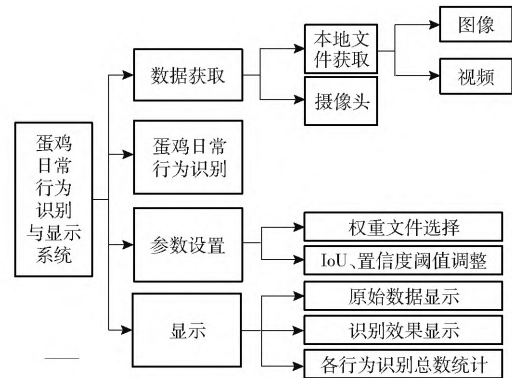 蛋鸡
日常
行为
识别
与显示
系统
数据获取
本地文
件获取
图像
视频
摄像头
蛋鸡日常
行为识别
参数设置
权重文件选择
IoU、置信度阈值调整
显示
原始数据显示
识别效果显示
各行为识别总数统计